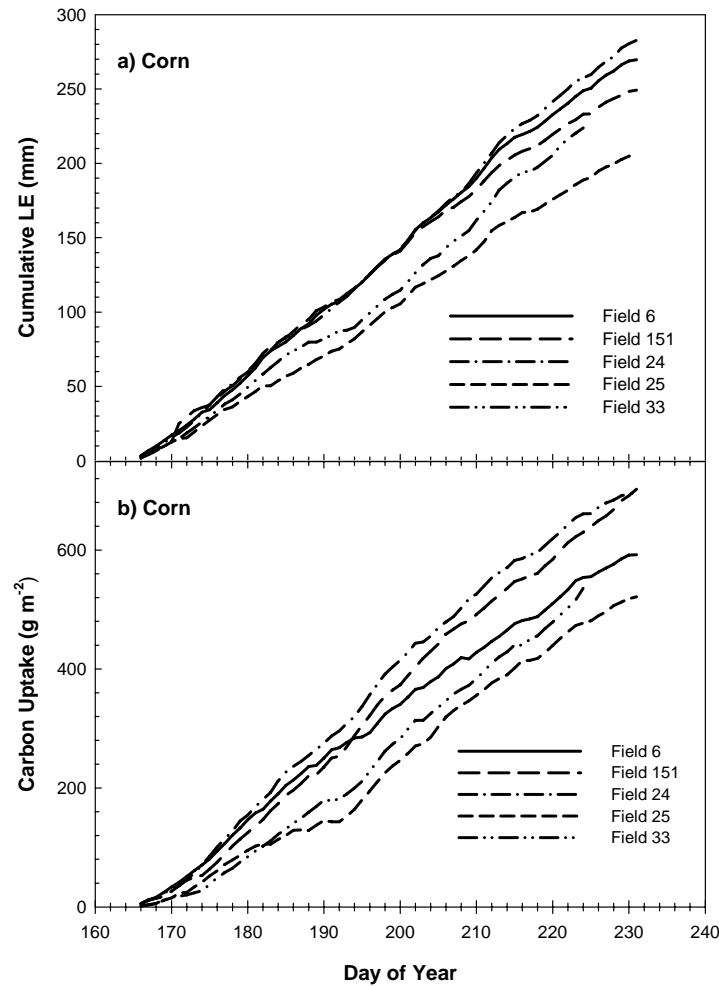 300
a) Corn
250
200
150
100
50
0
Cumulative LE (mm)
Field 6
Field 151
Field 24
Field 25
Field 33
b) Corn
600
400
200
0
Carbon Uptake (g m⁻²)
Field 6
Field 151
Field 24
Field 25
Field 33
160 170 180 190 200 210 220 230 240
Day of Year